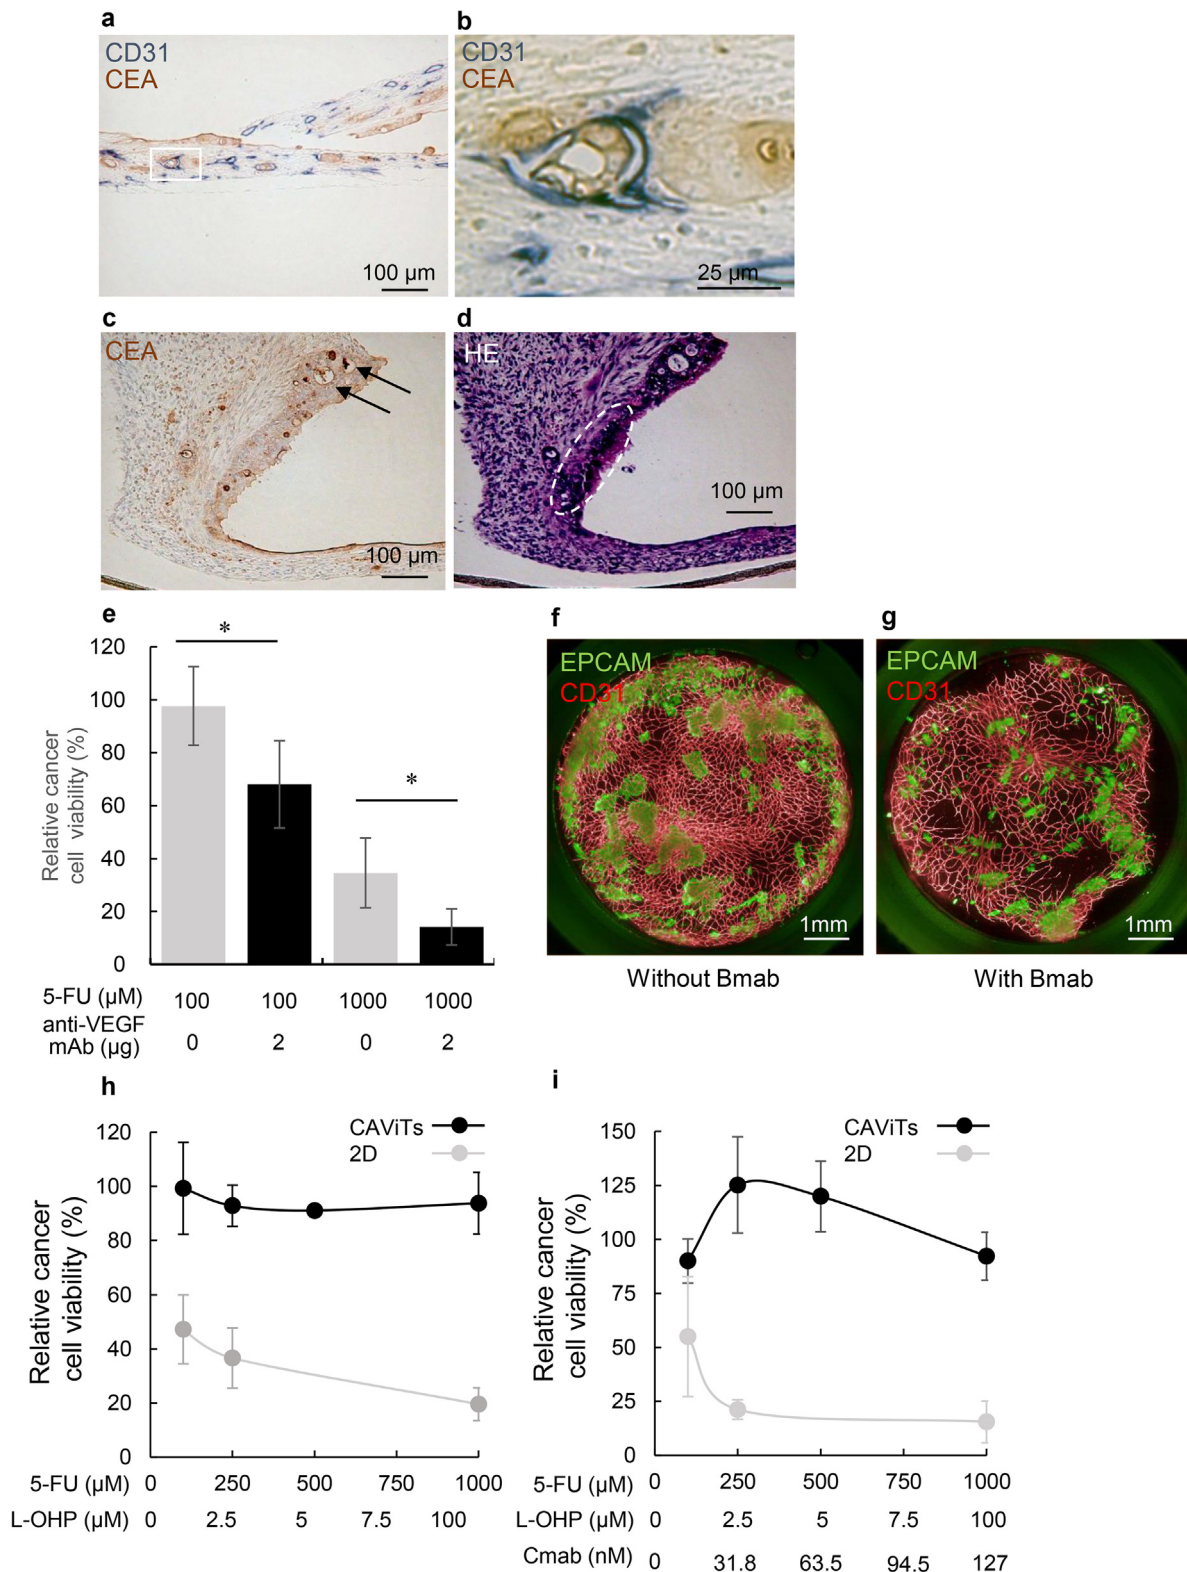 a
CD31
CEA
100 µm
b
CD31
CEA
25 µm
c
CEA
100 µm
d
HE
100 µm
e
Relative cancer
cell viability (%)
120
100
80
60
40
20
0
*
*
5-FU (µM) 100 100 1000 1000
anti-VEGF
mAb (µg) 0 2 0 2
f
EPCAM
CD31
1mm
Without Bmab
g
EPCAM
CD31
1mm
With Bmab
h
CAViTs
2D
Relative cancer
cell viability (%)
120
100
80
60
40
20
0
5-FU (µM) 0 250 500 750 1000
L-OHP (µM) 0 2.5 5 7.5 100
i
CAViTs
2D
Relative cancer
cell viability (%)
150
125
100
75
50
25
0
5-FU (µM) 0 250 500 750 1000
L-OHP (µM) 0 2.5 5 7.5 100
Cmab (nM) 0 31.8 63.5 94.5 127